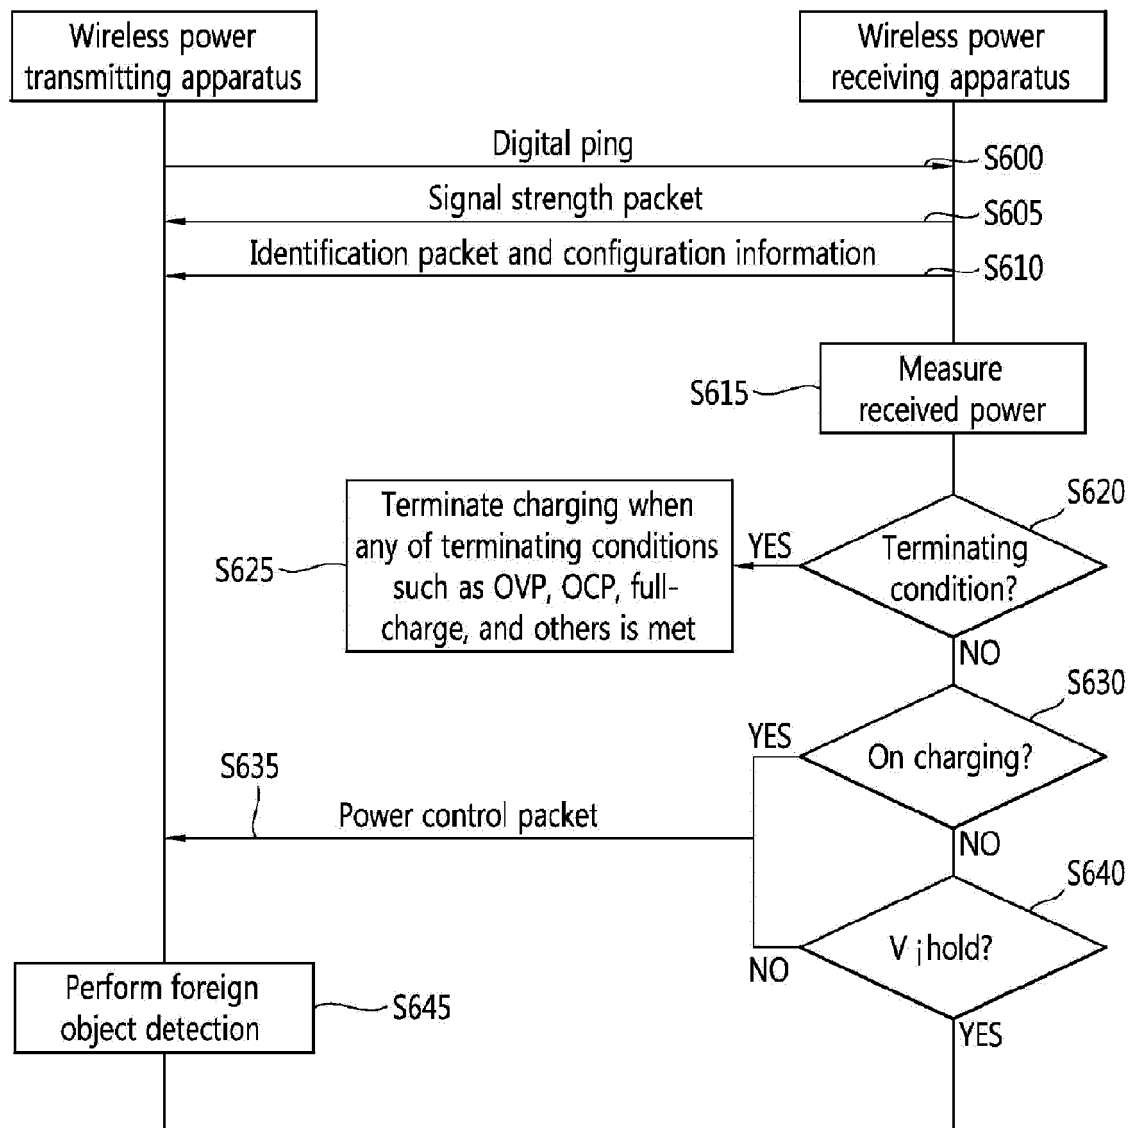 Wireless power
transmitting apparatus
Wireless power
receiving apparatus
Digital ping
S600
Signal strength packet
S605
Identification packet and configuration information
S610
Measure
received power
S615
S620
Terminating
condition?
YES
Terminate charging when
any of terminating conditions
such as OVP, OCP, full-
charge, and others is met
S625
NO
S630
On charging?
YES
S635
Power control packet
NO
S640
V ¡hold?
NO
YES
Perform foreign
object detection
S645